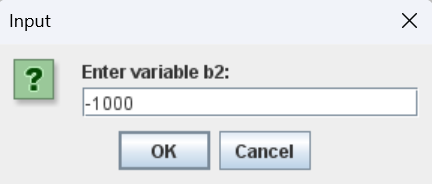 Input
?
Enter variable b2:
-1000
OK
Cancel